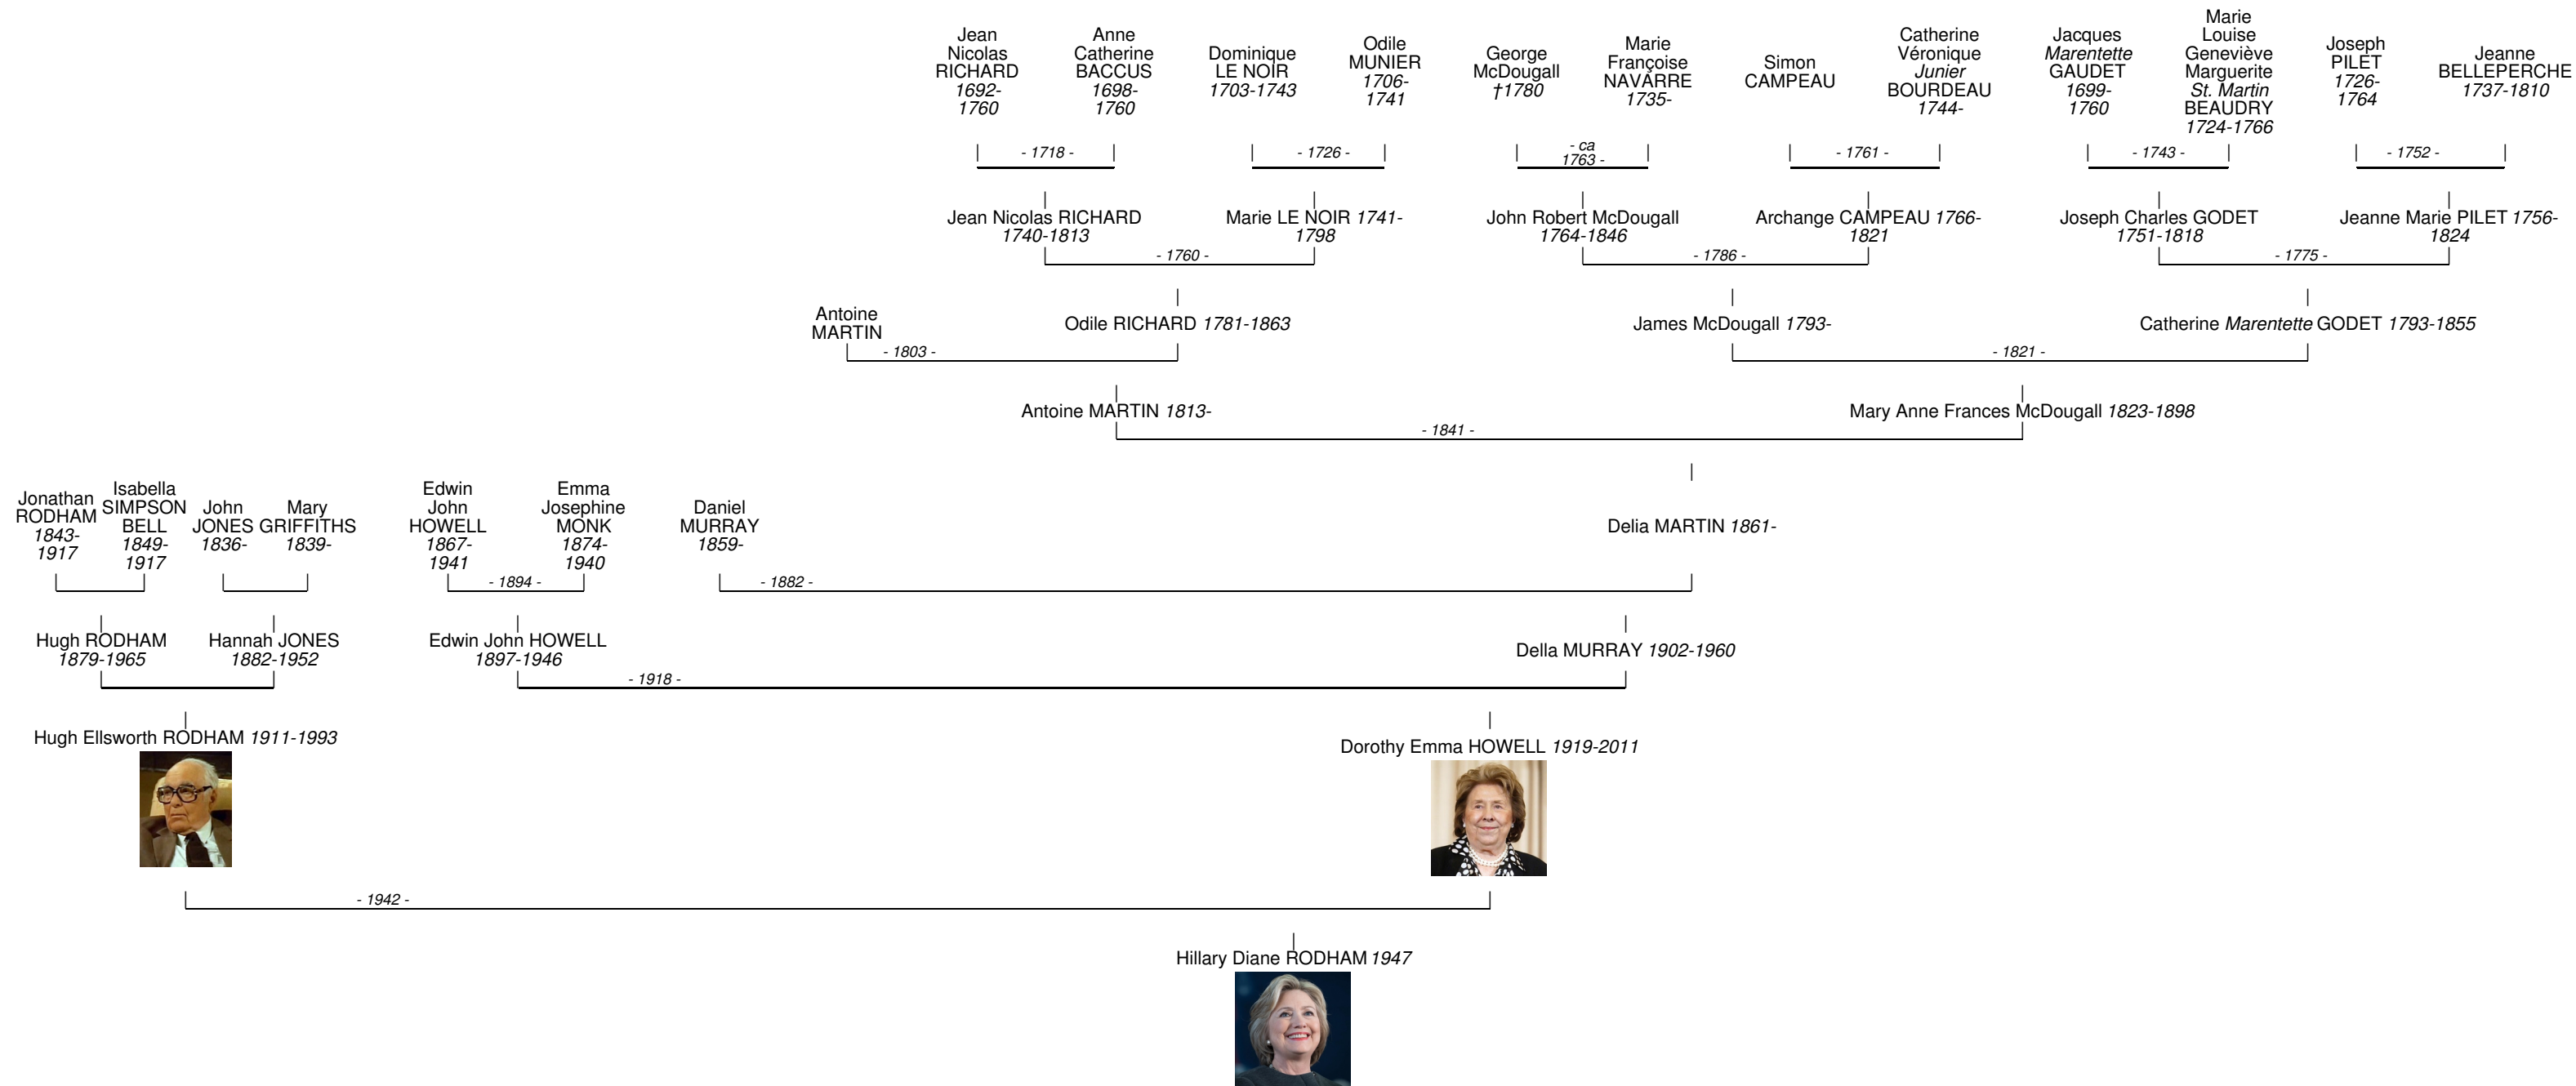 Jean
Nicolas
RICHARD
1692-
1760
Anne
Catherine
BACCUS
1698-
1760
Dominique
LE NOIR
1703-1743
Odile
MUNIER
1706-
1741
George
McDougall
†1780
Marie
Françoise
NAVARRE
1735-
Simon
CAMPEAU
Catherine
Véronique
Junier
BOURDEAU
1744-
Jacques
Marentette
GAUDET
1699-
1760
Marie
Louise
Geneviève
Marguerite
St. Martin
BEAUDRY
1724-1766
Joseph
PILET
1726-
1764
Jeanne
BELLEPERCHE
1737-1810
- 1718 -
- 1726 -
- ca
1763 -
- 1761 -
- 1743 -
- 1752 -
Jean Nicolas RICHARD
1740-1813
Marie LE NOIR 1741-
1798
John Robert McDougall
1764-1846
Archange CAMPEAU 1766-
1821
Joseph Charles GODET
1751-1818
Jeanne Marie PILET 1756-
1824
- 1760 -
- 1786 -
- 1775 -
Antoine
MARTIN
Odile RICHARD 1781-1863
James McDougall 1793-
Catherine Marentette GODET 1793-1855
- 1803 -
- 1821 -
Antoine MARTIN 1813-
Mary Anne Frances McDougall 1823-1898
- 1841 -
Jonathan
RODHAM
1843-
1917
Isabella
SIMPSON
BELL
1849-
1917
John
JONES
1836-
Mary
GRIFFITHS
1839-
Edwin
John
HOWELL
1867-
1941
Emma
Josephine
MONK
1874-
1940
Daniel
MURRAY
1859-
Delia MARTIN 1861-
- 1894 -
- 1882 -
Hugh RODHAM
1879-1965
Hannah JONES
1882-1952
Edwin John HOWELL
1897-1946
Della MURRAY 1902-1960
- 1918 -
Hugh Ellsworth RODHAM 1911-1993
Dorothy Emma HOWELL 1919-2011
- 1942 -
Hillary Diane RODHAM 1947